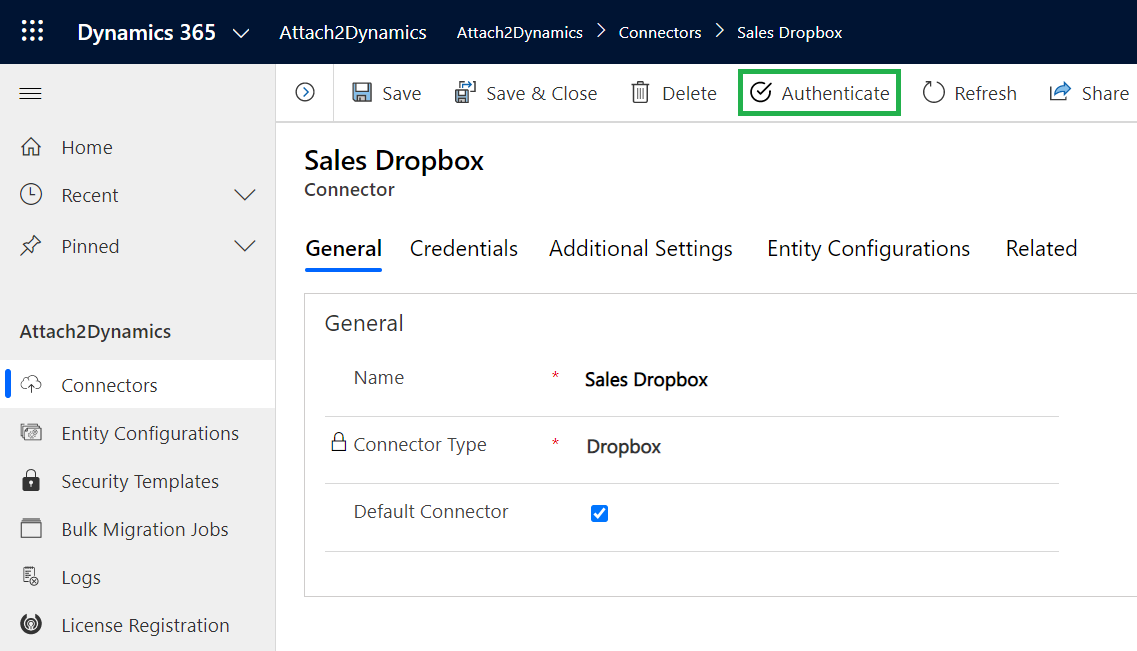 Dynamics 365 Attach2Dynamics Attach2Dynamics Connectors Sales Dropbox
Save Save & Close Delete Authenticate Refresh Share
Home
Recent
Pinned
Attach2Dynamics
Connectors
Entity Configurations
Security Templates
Bulk Migration Jobs
Logs
License Registration
Sales Dropbox
Connector
General Credentials Additional Settings Entity Configurations Related
General
Name * Sales Dropbox
Connector Type * Dropbox
Default Connector